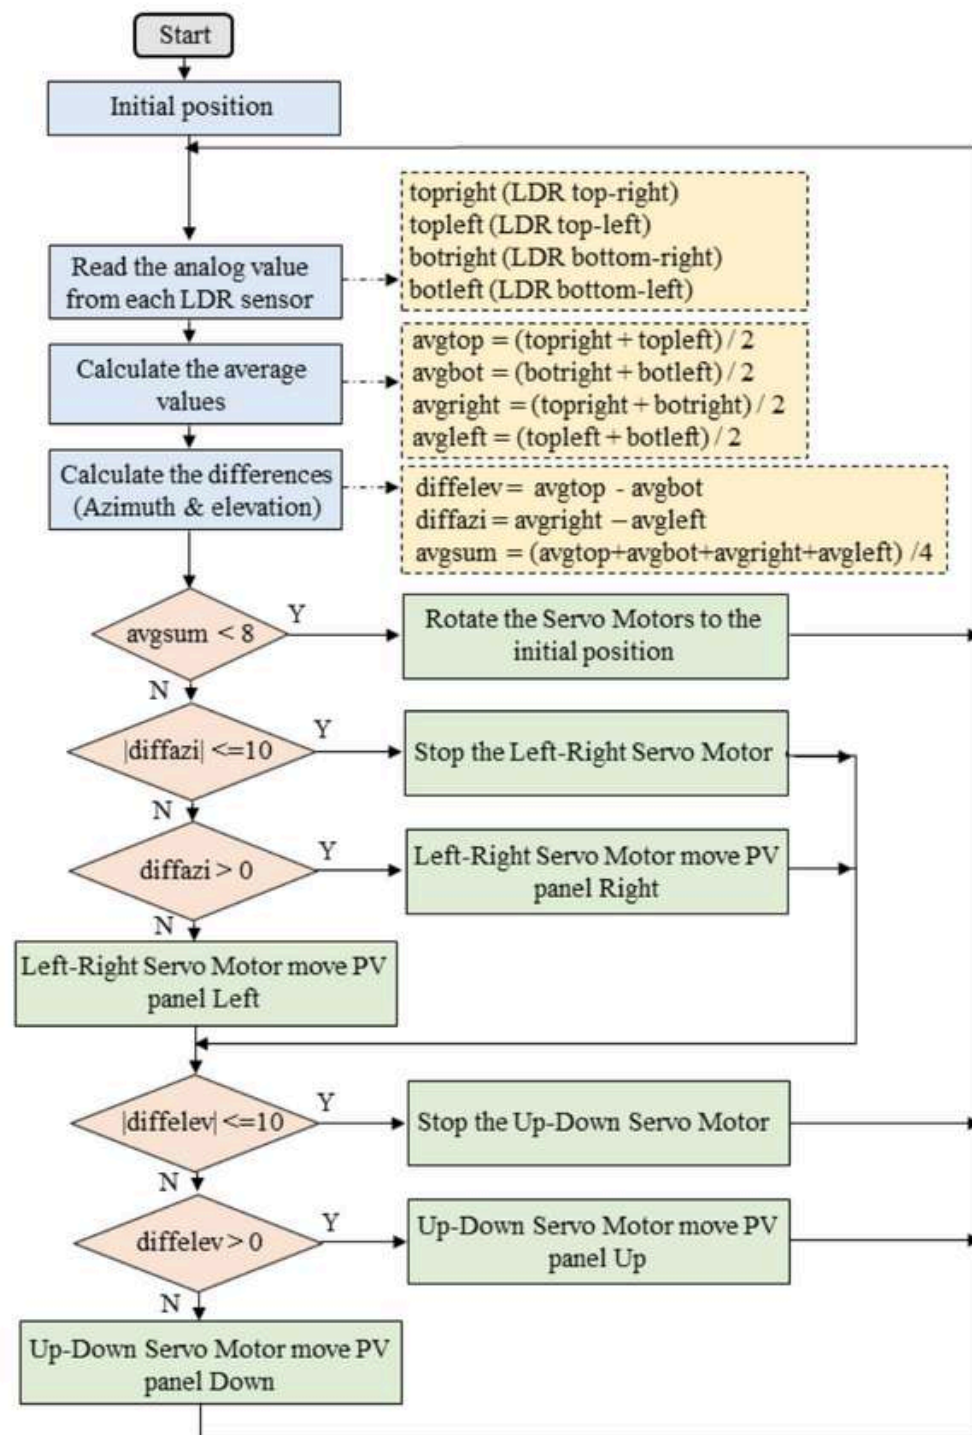 Start
Initial position
Read the analog value
from each LDR sensor
topright (LDR top-right)
topleft (LDR top-left)
botright (LDR bottom-right)
botleft (LDR bottom-left)
Calculate the average
values
avgtop = (topright + topleft) / 2
avgbot = (botright + botleft) / 2
avgright = (topright + botright) / 2
avgleft = (topleft + botleft) / 2
Calculate the differences
(Azimuth & elevation)
diffelev = avgtop - avgbot
diffazi = avgright – avgleft
avgsum = (avgtop+avgbot+avgright+avgleft) /4
avgsum < 8
Y
Rotate the Servo Motors to the
initial position
N
|diffazi| <=10
Y
Stop the Left-Right Servo Motor
N
diffazi > 0
Y
Left-Right Servo Motor move PV
panel Right
N
Left-Right Servo Motor move PV
panel Left
|diffelev| <=10
Y
Stop the Up-Down Servo Motor
N
diffelev > 0
Y
Up-Down Servo Motor move PV
panel Up
N
Up-Down Servo Motor move PV
panel Down